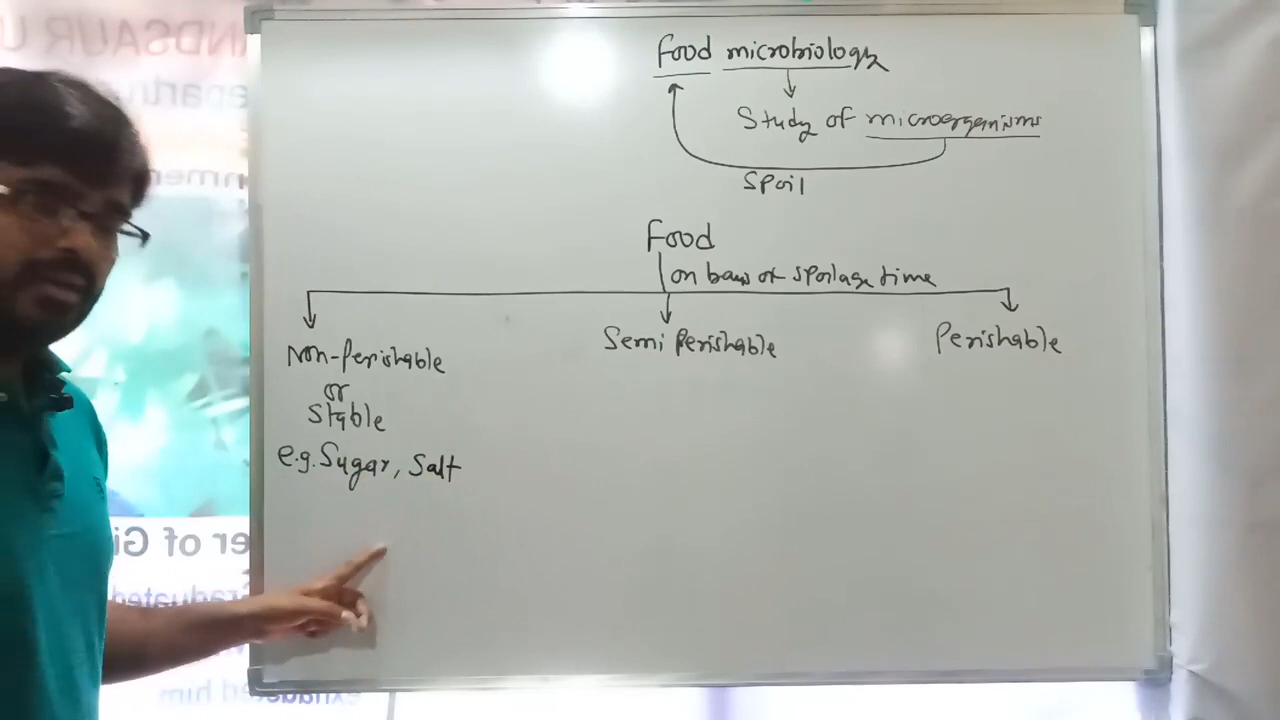 Food microbiology
Study of microorganisms
Spoil
Food
on basis of spoilage time
Non-Perishable
or
Stable
e.g. Sugar, Salt
Semi Perishable
Perishable